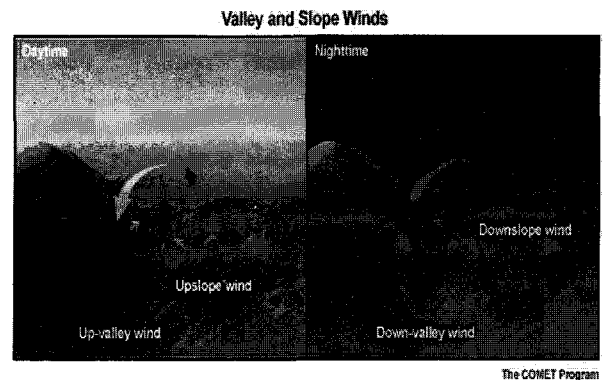 Valley and Slope Winds
Daytime
Nighttime
Downslope wind
Upslope wind
Up-valley wind
Down-valley wind
The COMET Program